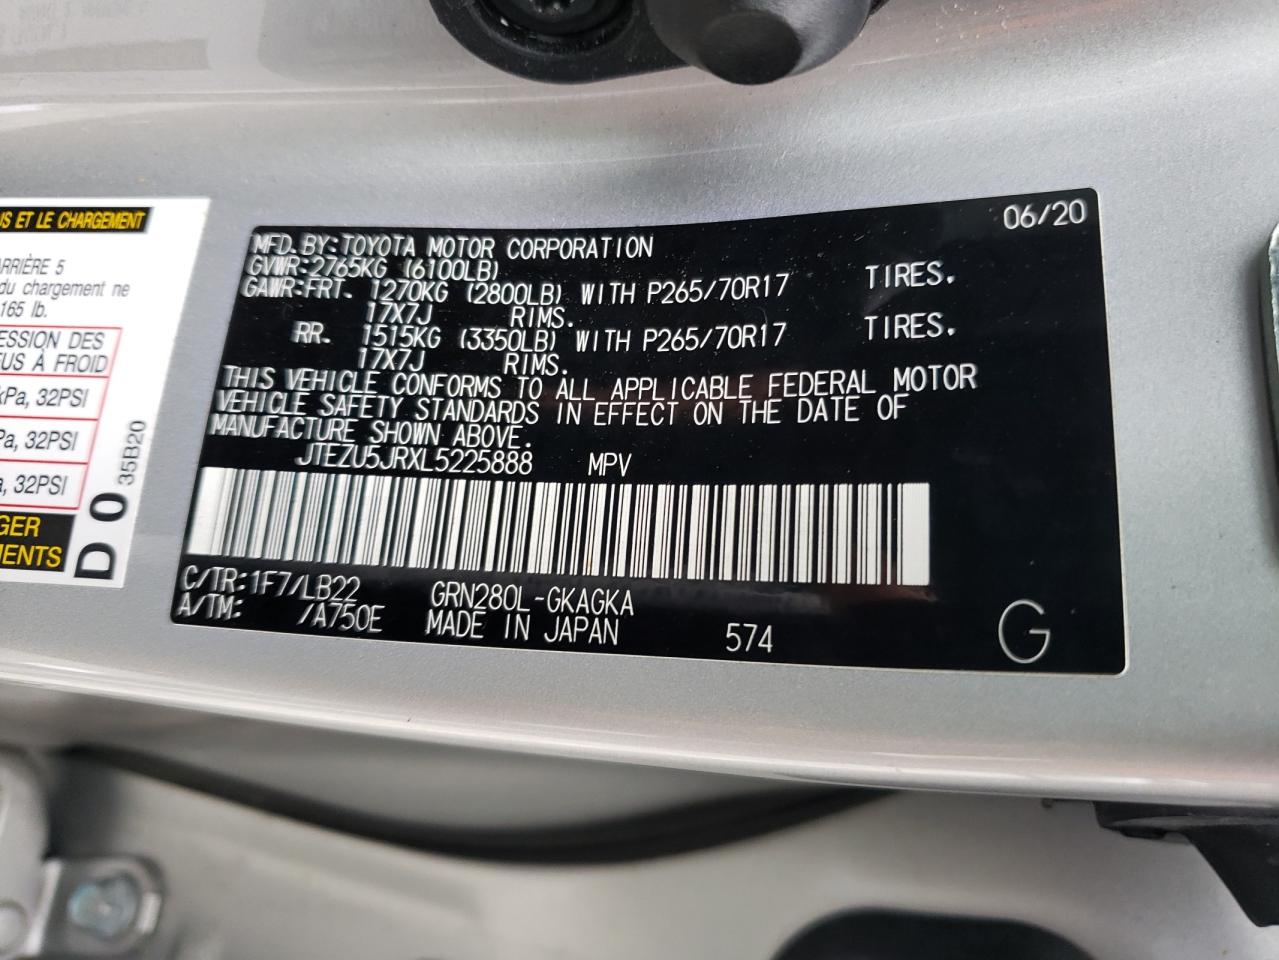 US ET LE CHARGEMENT
ARRIÈRE 5
du chargement ne
165 lb.
ESSION DES
EUS À FROID
kPa, 32PSI
Pa, 32PSI
a, 32PSI
GER
MENTS
D 0 35B20
06/20
MFD.BY:TOYOTA MOTOR CORPORATION
GVWR:2765KG (6100LB)
GAWR:FRT. 1270KG (2800LB) WITH P265/70R17 TIRES.
17X7J RIMS.
RR. 1515KG (3350LB) WITH P265/70R17 TIRES.
17X7J RIMS.
THIS VEHICLE CONFORMS TO ALL APPLICABLE FEDERAL MOTOR
VEHICLE SAFETY STANDARDS IN EFFECT ON THE DATE OF
MANUFACTURE SHOWN ABOVE.
JTEZU5JRXL5225888 MPV
C/TR:1F7/LB22 GRN280L-GKAGKA
A/TM: /A750E MADE IN JAPAN 574 G